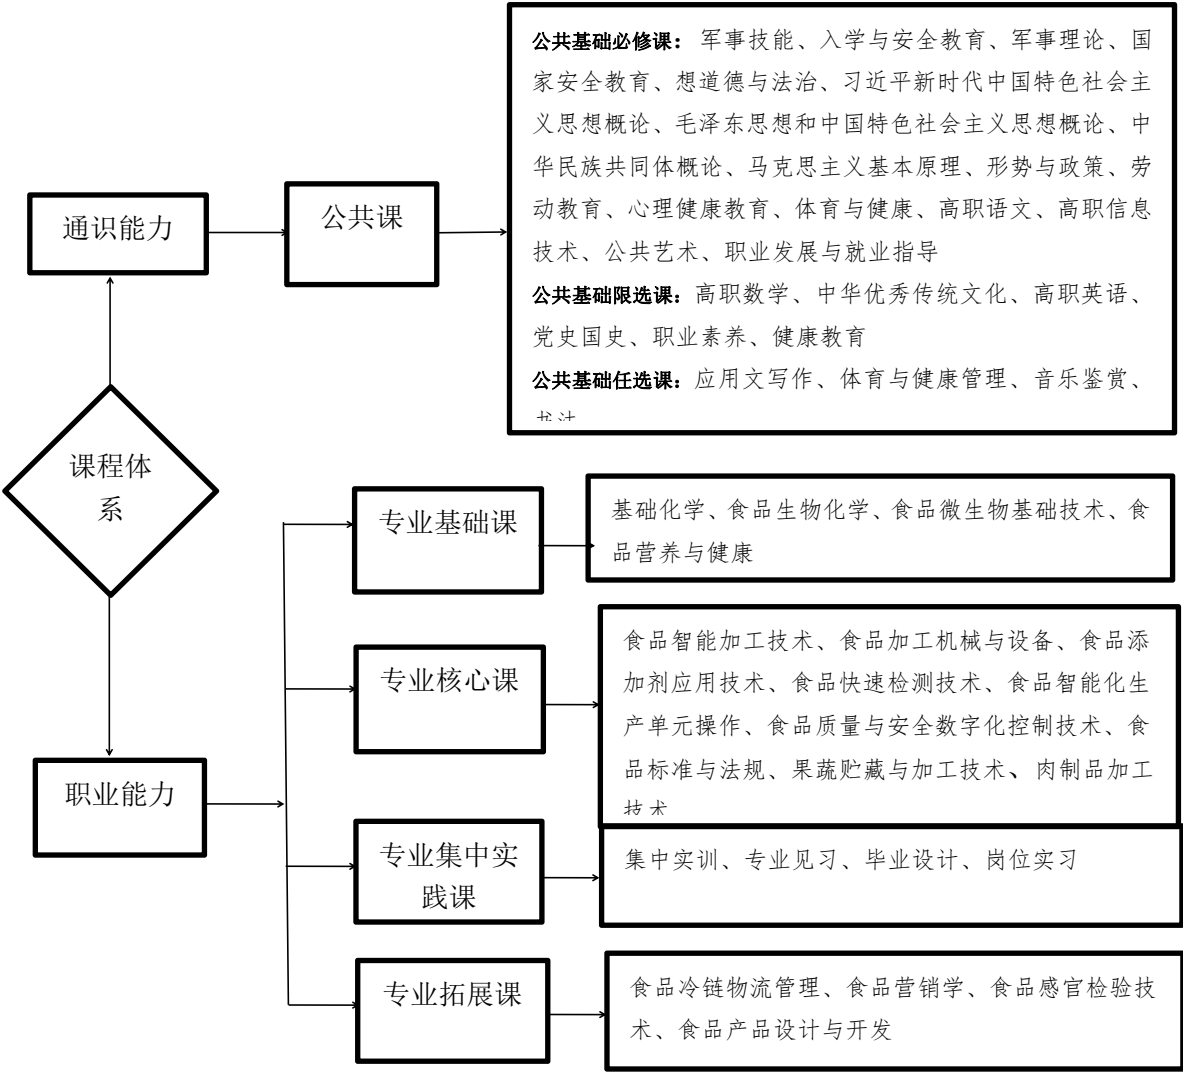 公共基础必修课： 军事技能、入学与安全教育、军事理论、国
家安全教育、想道德与法治、习近平新时代中国特色社会主
义思想概论、毛泽东思想和中国特色社会主义思想概论、中
华民族共同体概论、马克思主义基本原理、形势与政策、劳
动教育、心理健康教育、体育与健康、高职语文、高职信息
技术、公共艺术、职业发展与就业指导
公共基础限选课：高职数学、中华优秀传统文化、高职英语、
党史国史、职业素养、健康教育
公共基础任选课：应用文写作、体育与健康管理、音乐鉴赏、
书法
通识能力
公共课
课程体
系
职业能力
专业基础课
基础化学、食品生物化学、食品微生物基础技术、食
品营养与健康
专业核心课
食品智能加工技术、食品加工机械与设备、食品添
加剂应用技术、食品快速检测技术、食品智能化生
产单元操作、食品质量与安全数字化控制技术、食
品标准与法规、果蔬贮藏与加工技术、肉制品加工
技术
专业集中实
践课
集中实训、专业见习、毕业设计、岗位实习
专业拓展课
食品冷链物流管理、食品营销学、食品感官检验技
术、食品产品设计与开发